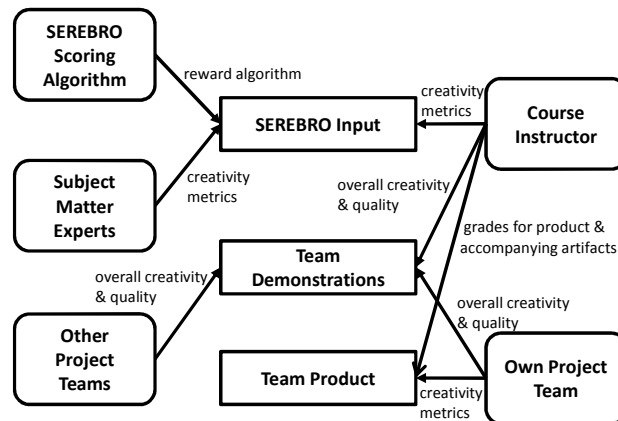 SEREBRO
Scoring
Algorithm
reward algorithm
creativity
metrics
Course
Instructor
SEREBRO Input
Subject
Matter
Experts
creativity
metrics
overall creativity
& quality
grades for product &
accompanying artifacts
Team
Demonstrations
overall creativity
& quality
overall creativity
& quality
Other
Project
Teams
Team Product
Own Project
Team
creativity
metrics